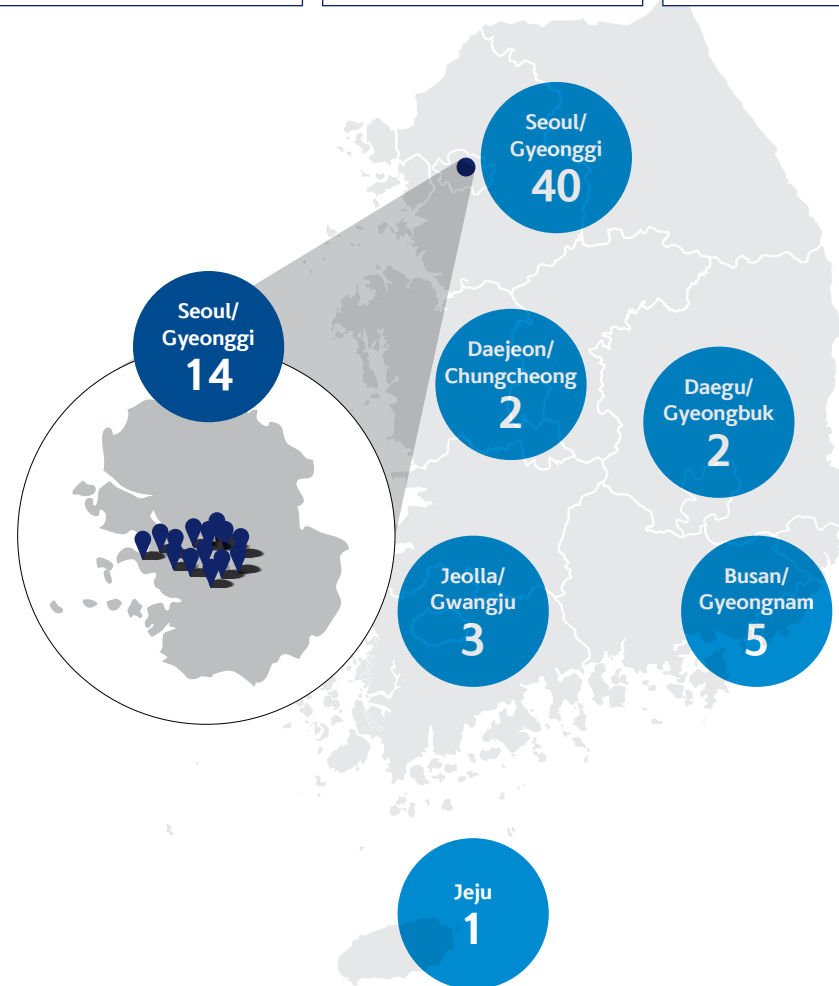 Seoul/
Gyeonggi
40
Seoul/
Gyeonggi
14
Daejeon/
Chungcheong
2
Daegu/
Gyeongbuk
2
Jeolla/
Gwangju
3
Busan/
Gyeongnam
5
Jeju
1